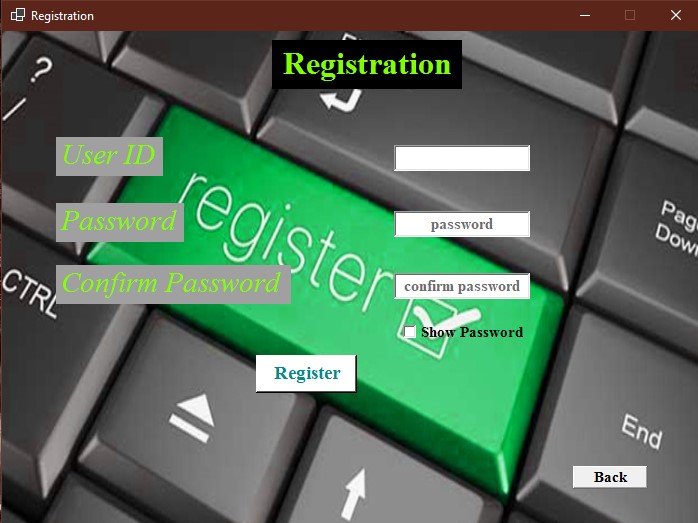 Registration
Registration
?
/
User ID
register
Password
password
Page
Down
Confirm Password
confirm password
CTRL
Show Password
Register
End
Back